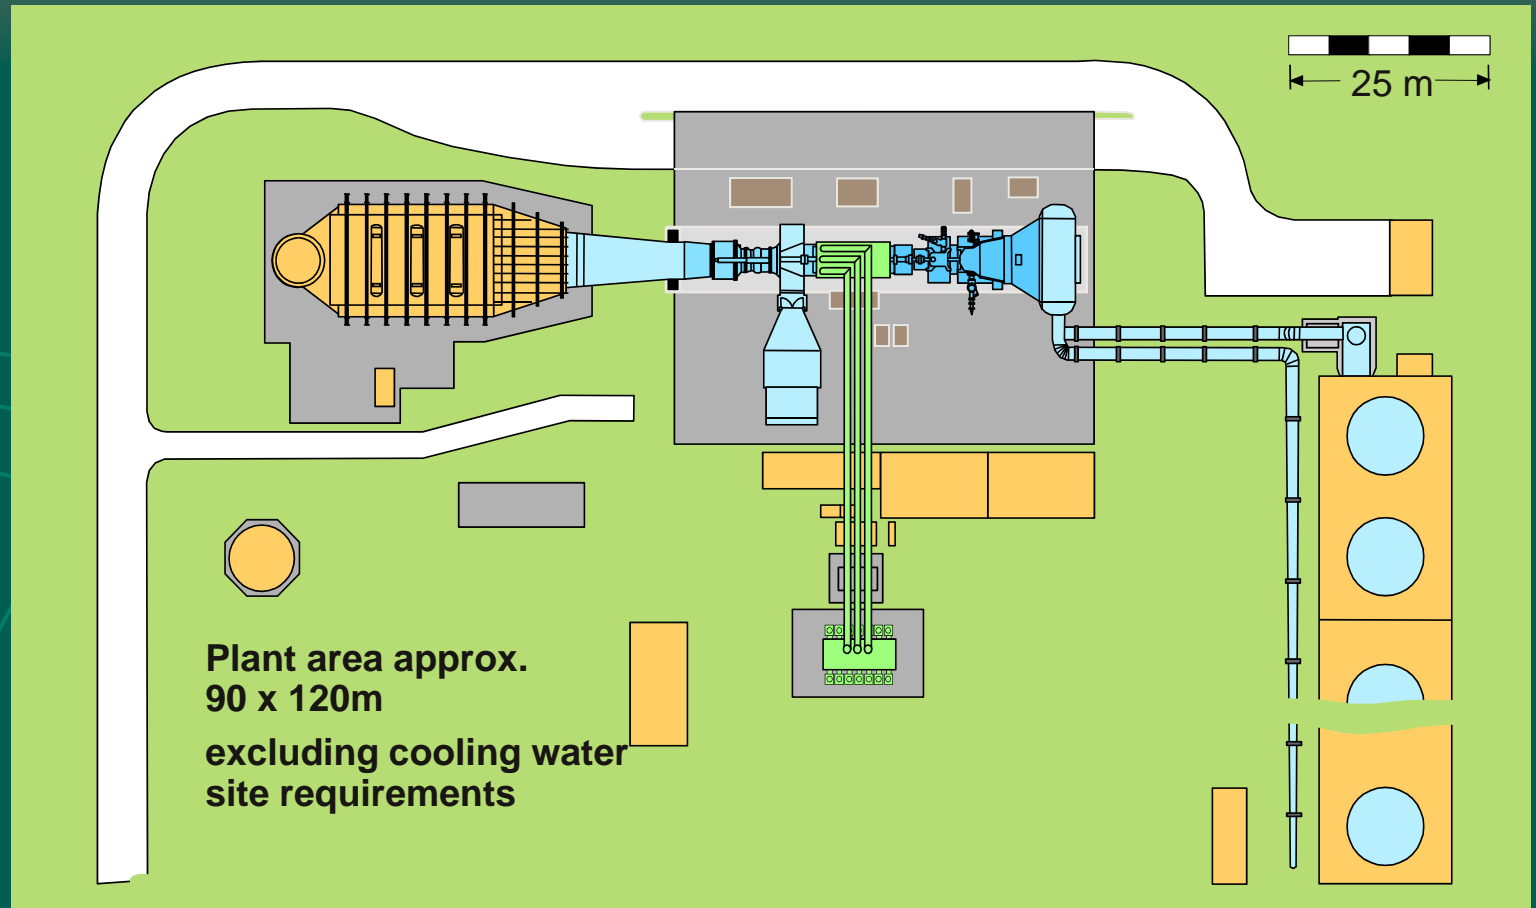 25 m
Plant area approx.
90 x 120m
excluding cooling water
site requirements